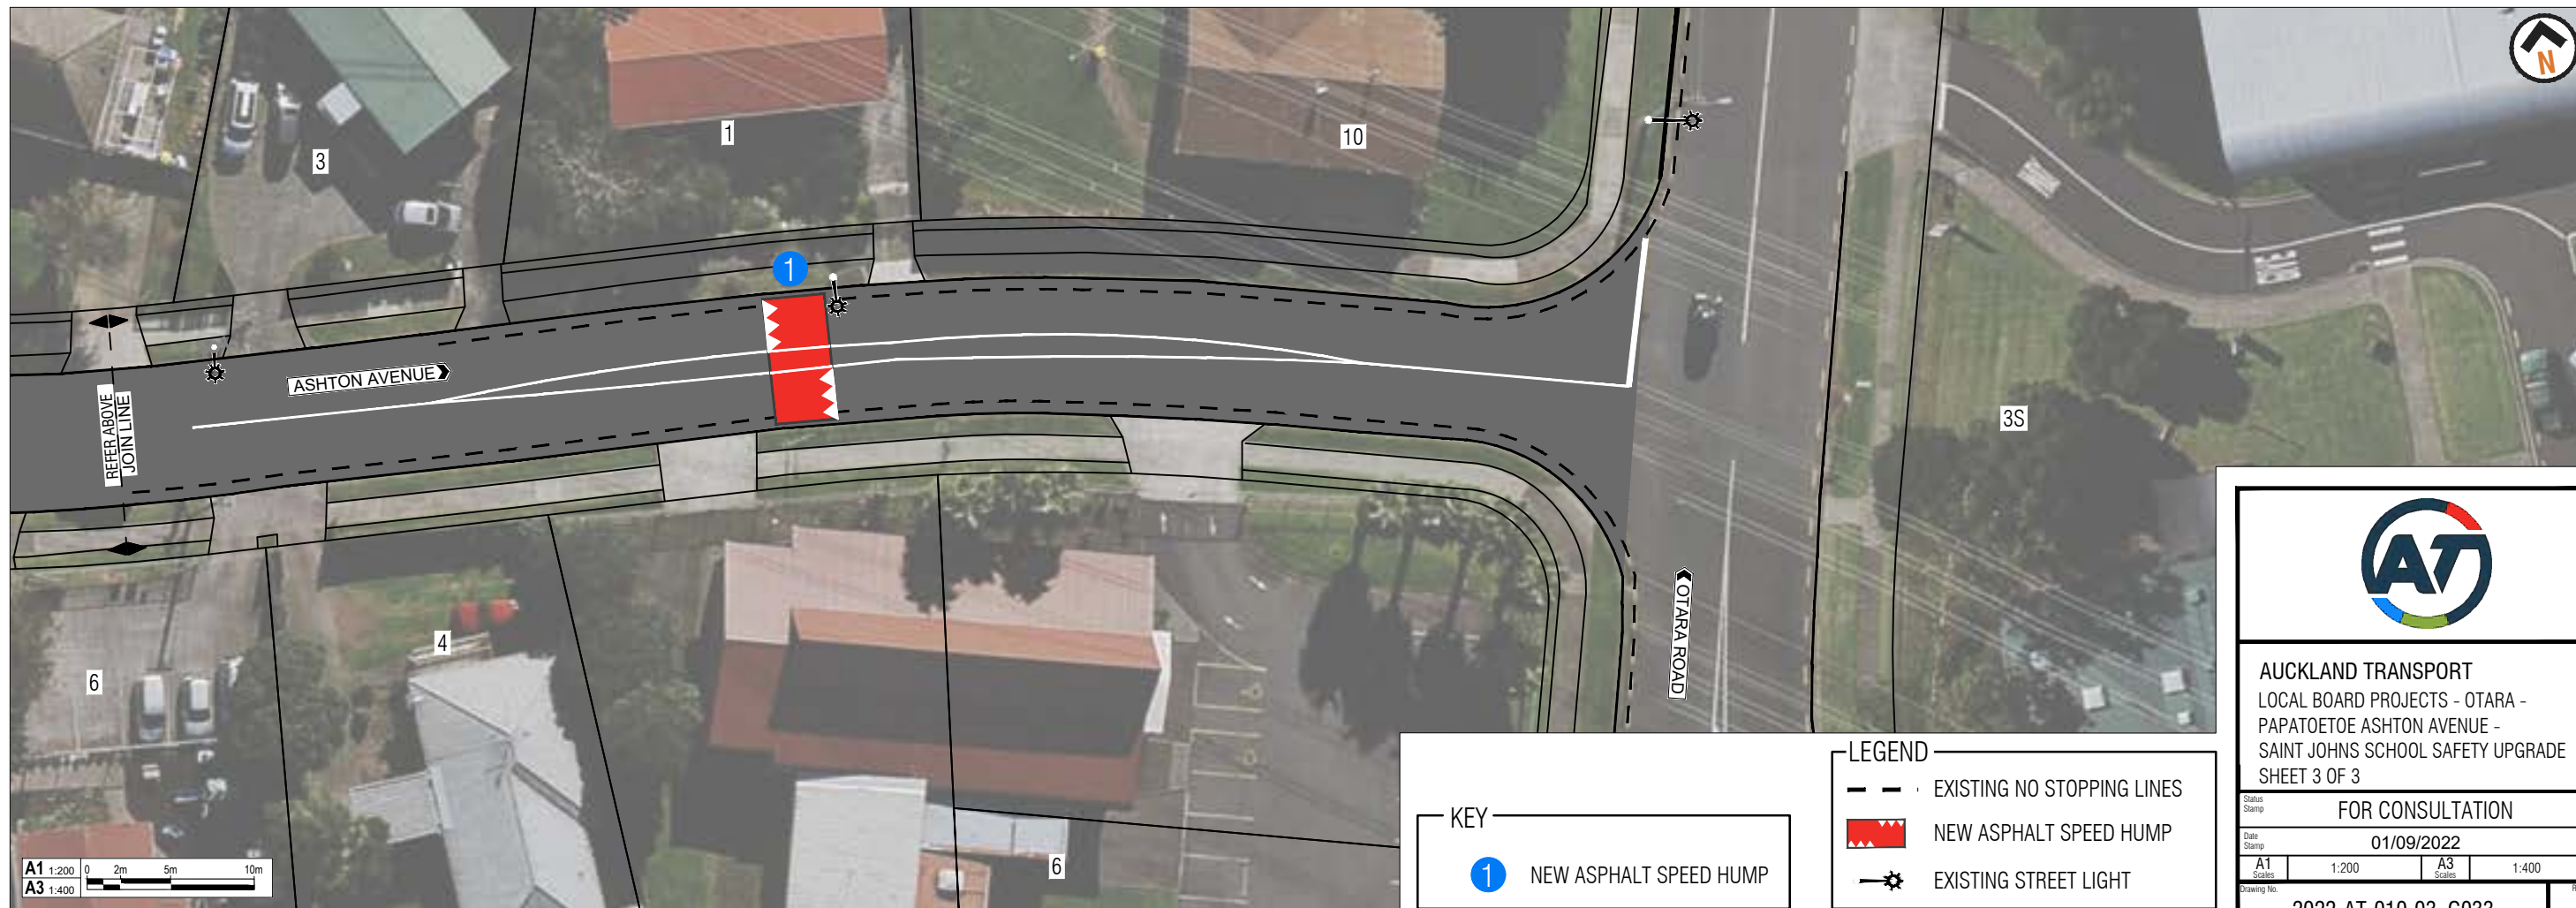 N
3
1
10
1
ASHTON AVENUE
REFER ABOVE
JOIN LINE
3S
OTARA ROAD
6
4
6
A1 1:200
A3 1:400
0 2m 5m 10m
KEY
1 NEW ASPHALT SPEED HUMP
LEGEND
EXISTING NO STOPPING LINES
NEW ASPHALT SPEED HUMP
EXISTING STREET LIGHT
AT
AUCKLAND TRANSPORT
LOCAL BOARD PROJECTS - OTARA -
PAPATOETOE ASHTON AVENUE -
SAINT JOHNS SCHOOL SAFETY UPGRADE
SHEET 3 OF 3
Status
Stamp
FOR CONSULTATION
Date
Stamp
01/09/2022
A1
Scales
1:200
A3
Scales
1:400
Drawing No.